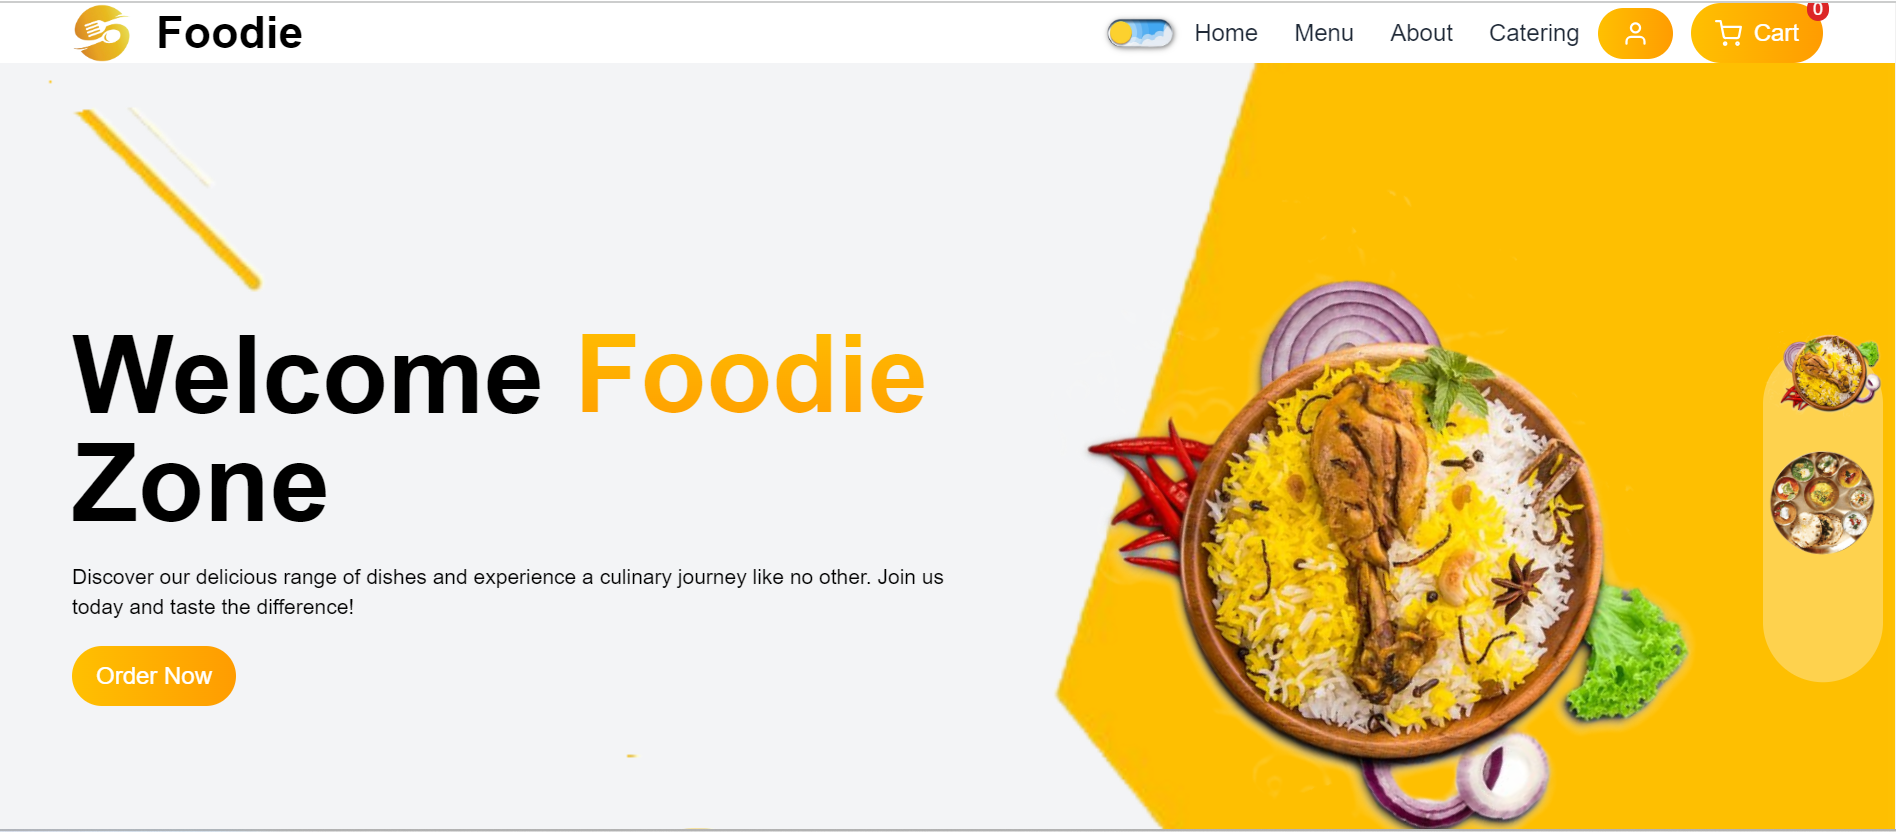 Foodie
Home Menu About Catering Cart 0
Welcome Foodie
Zone
Discover our delicious range of dishes and experience a culinary journey like no other. Join us
today and taste the difference!
Order Now